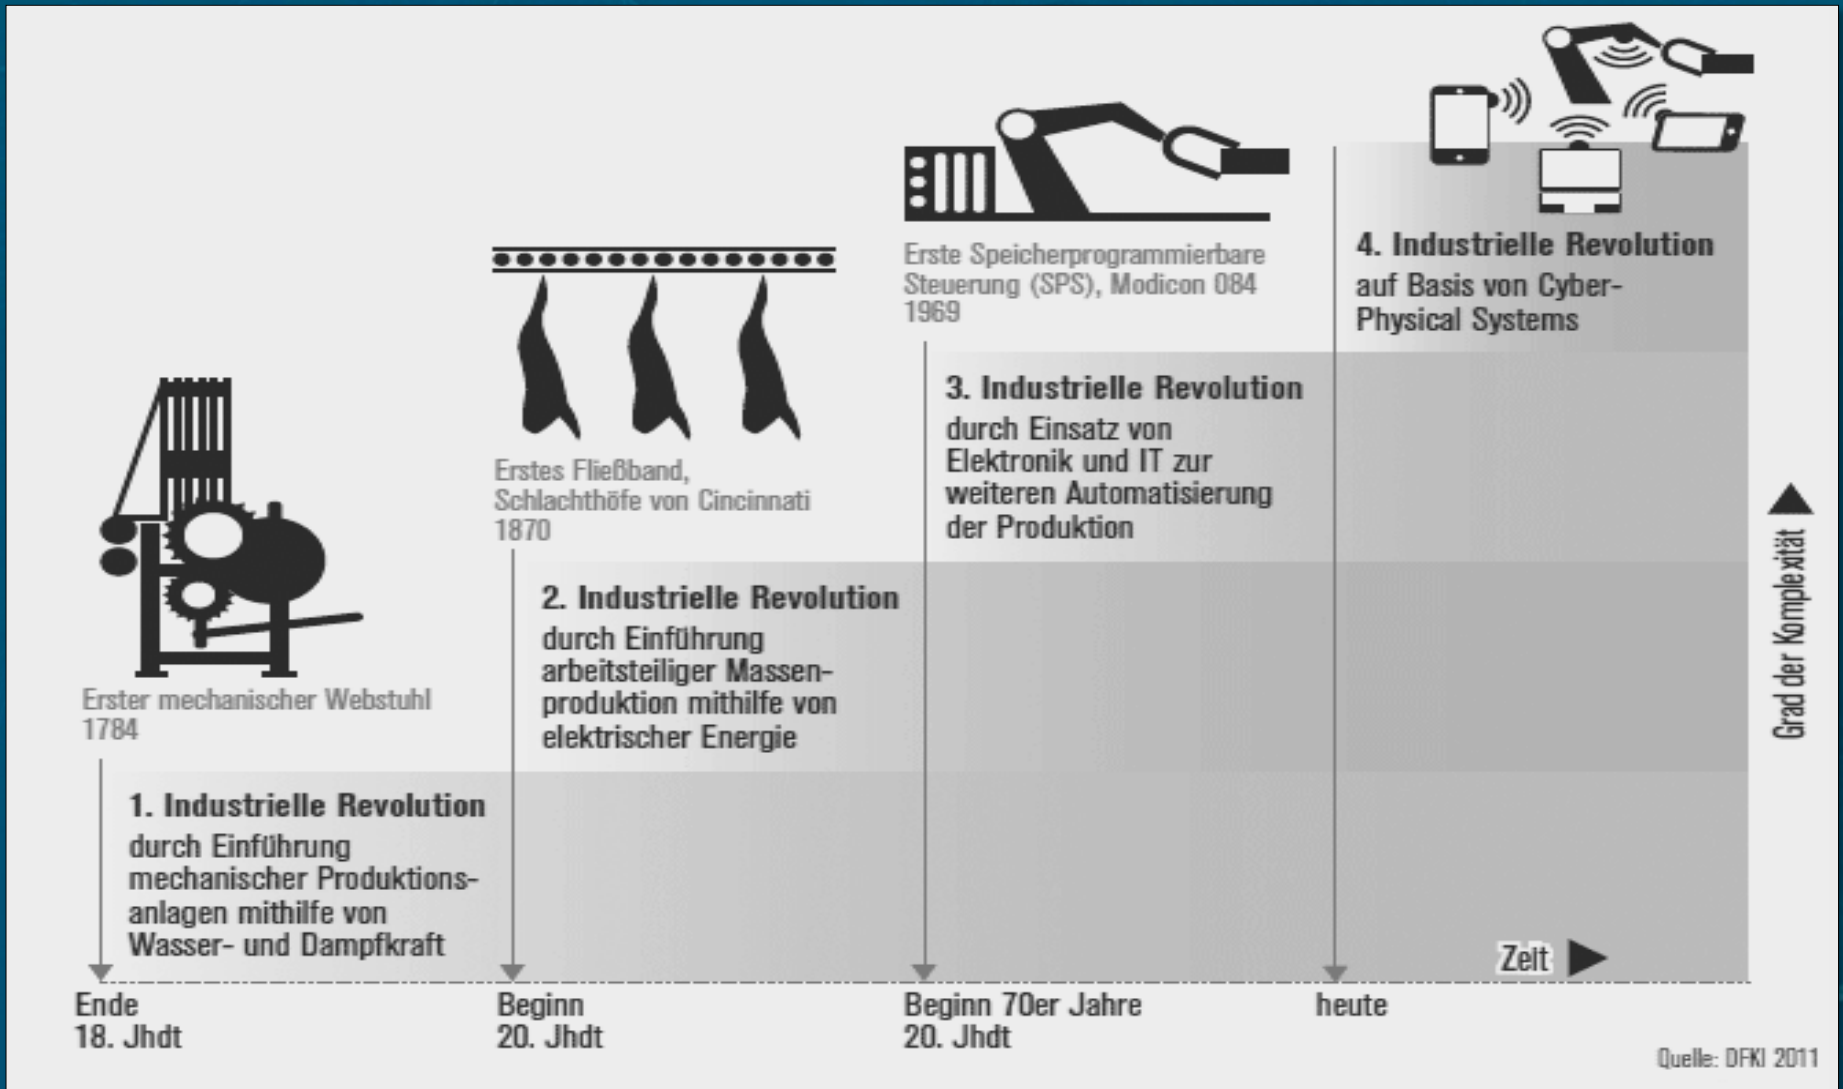 Erster mechanischer Webstuhl
1784
1. Industrielle Revolution
durch Einführung
mechanischer Produktions-
anlagen mithilfe von
Wasser- und Dampfkraft
Ende
18. Jhdt
Erstes Fließband,
Schlachthöfe von Cincinnati
1870
2. Industrielle Revolution
durch Einführung
arbeitsteiliger Massen-
produktion mithilfe von
elektrischer Energie
Beginn
20. Jhdt
Erste Speicherprogrammierbare
Steuerung (SPS), Modicon 084
1969
3. Industrielle Revolution
durch Einsatz von
Elektronik und IT zur
weiteren Automatisierung
der Produktion
Beginn 70er Jahre
20. Jhdt
4. Industrielle Revolution
auf Basis von Cyber-
Physical Systems
heute
Zeit
Grad der Komplexität
Quelle: DFKI 2011